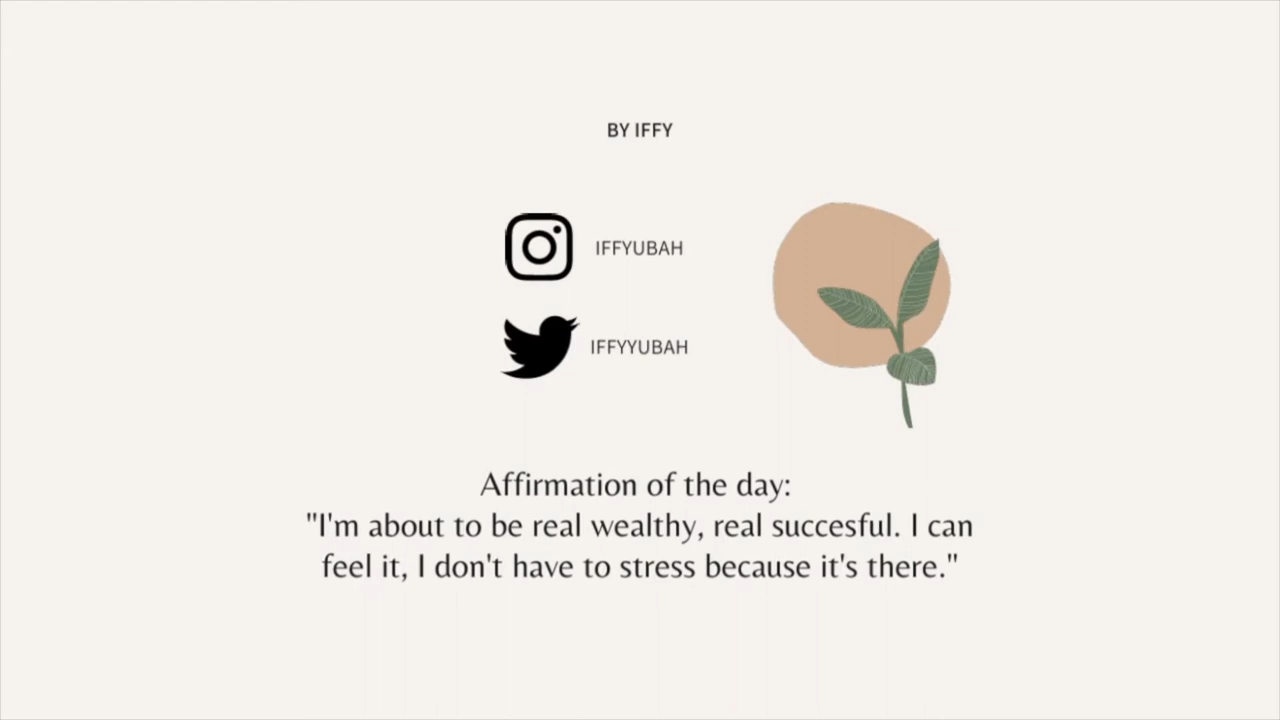 BY IFFY
IFFYUBAH
IFFYYUBAH
Affirmation of the day:
"I'm about to be real wealthy, real succesful. I can
feel it, I don't have to stress because it's there."